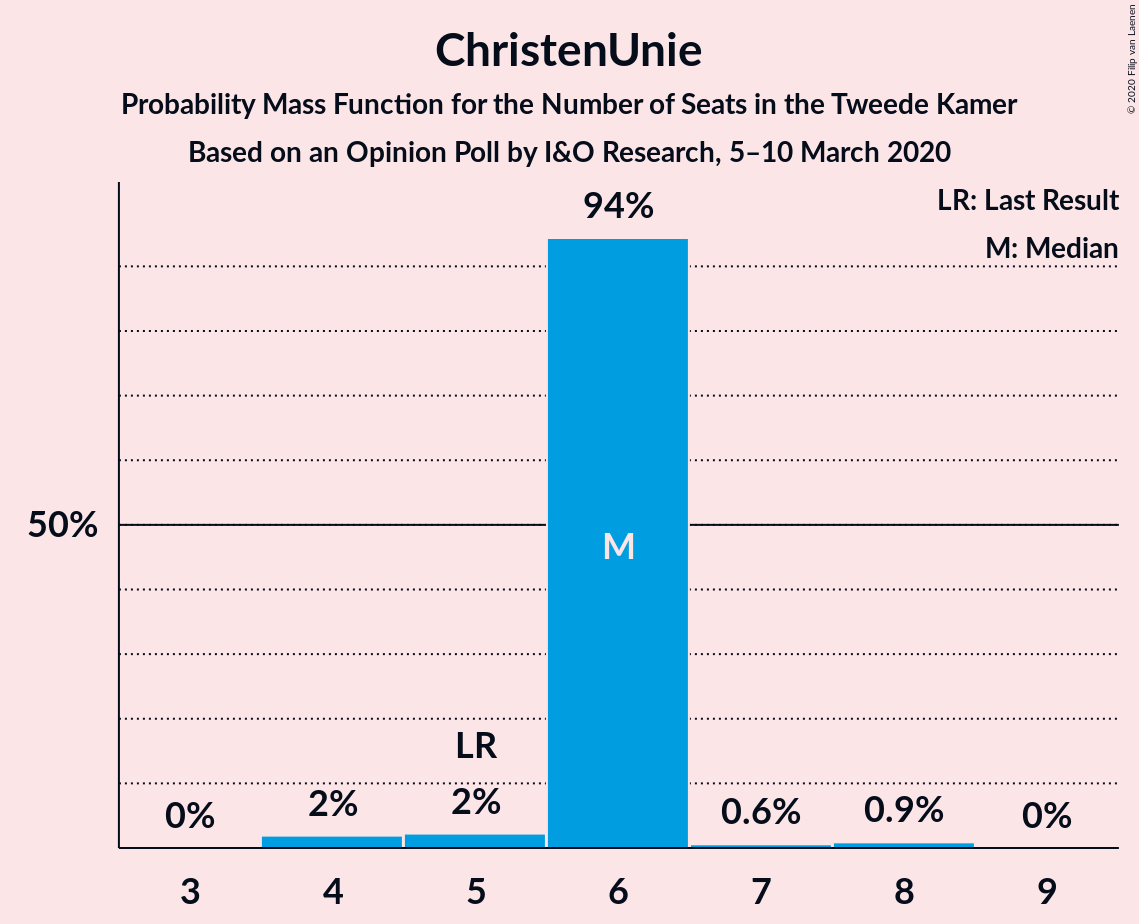 ChristenUnie
Probability Mass Function for the Number of Seats in the Tweede Kamer
Based on an Opinion Poll by I&O Research, 5–10 March 2020
© 2020 Filip van Laenen
LR: Last Result
M: Median
94%
50%
M
LR
0%
2%
2%
0.6%
0.9%
0%
3 4 5 6 7 8 9